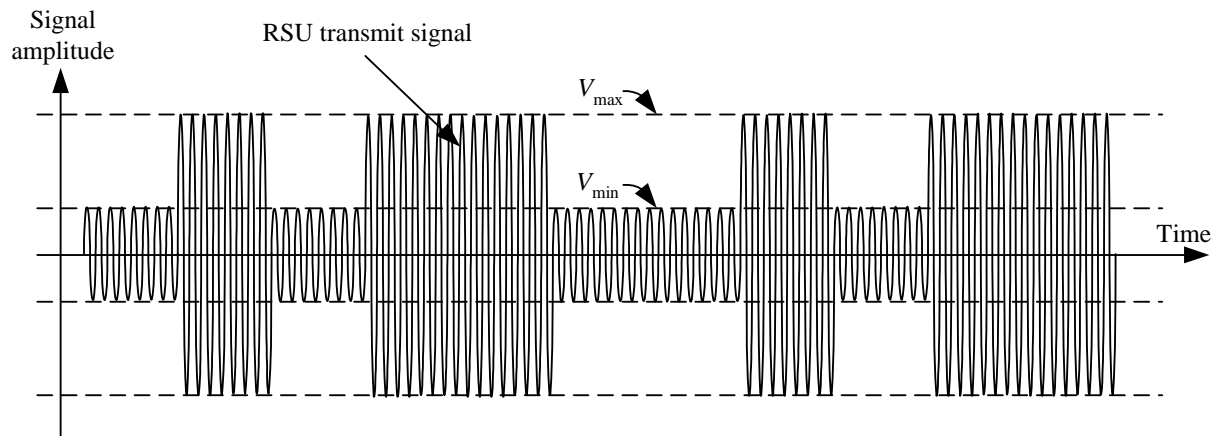 Signal
amplitude
RSU transmit signal
Vmax
Vmin
Time